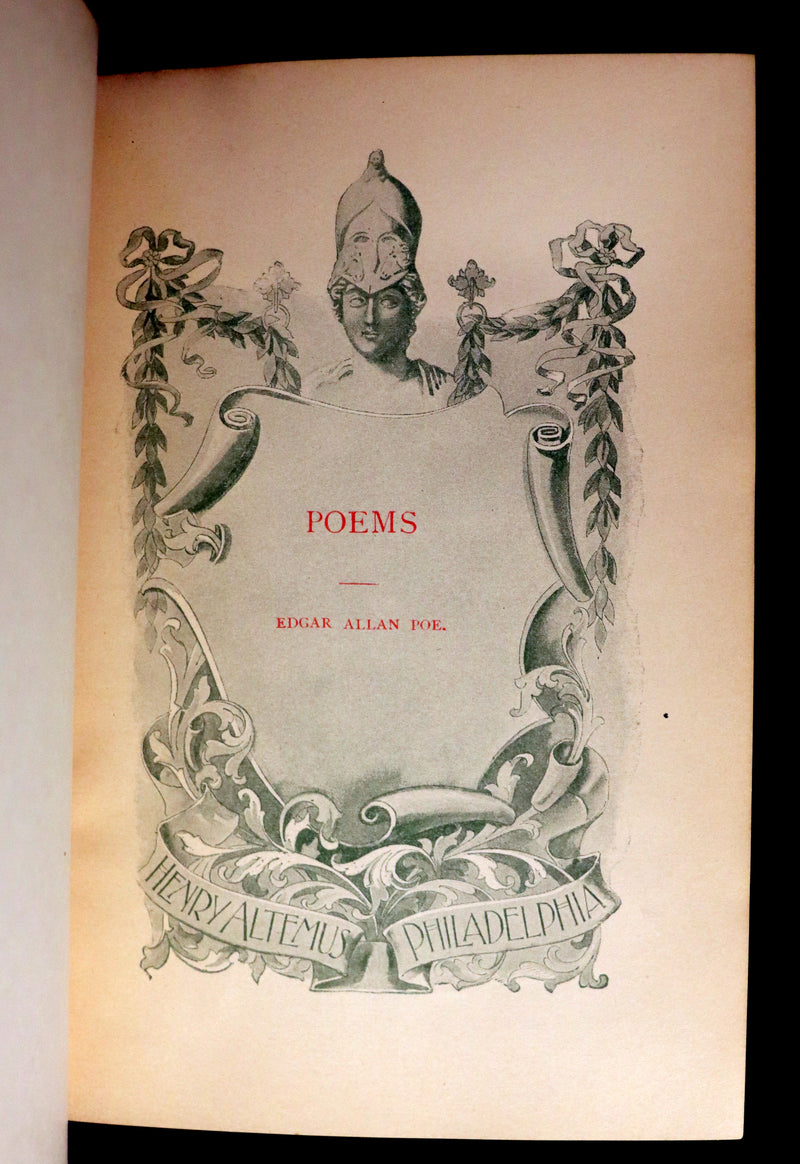 POEMS
EDGAR ALLAN POE.
HENRY ALTEMUS PHILADELPHIA